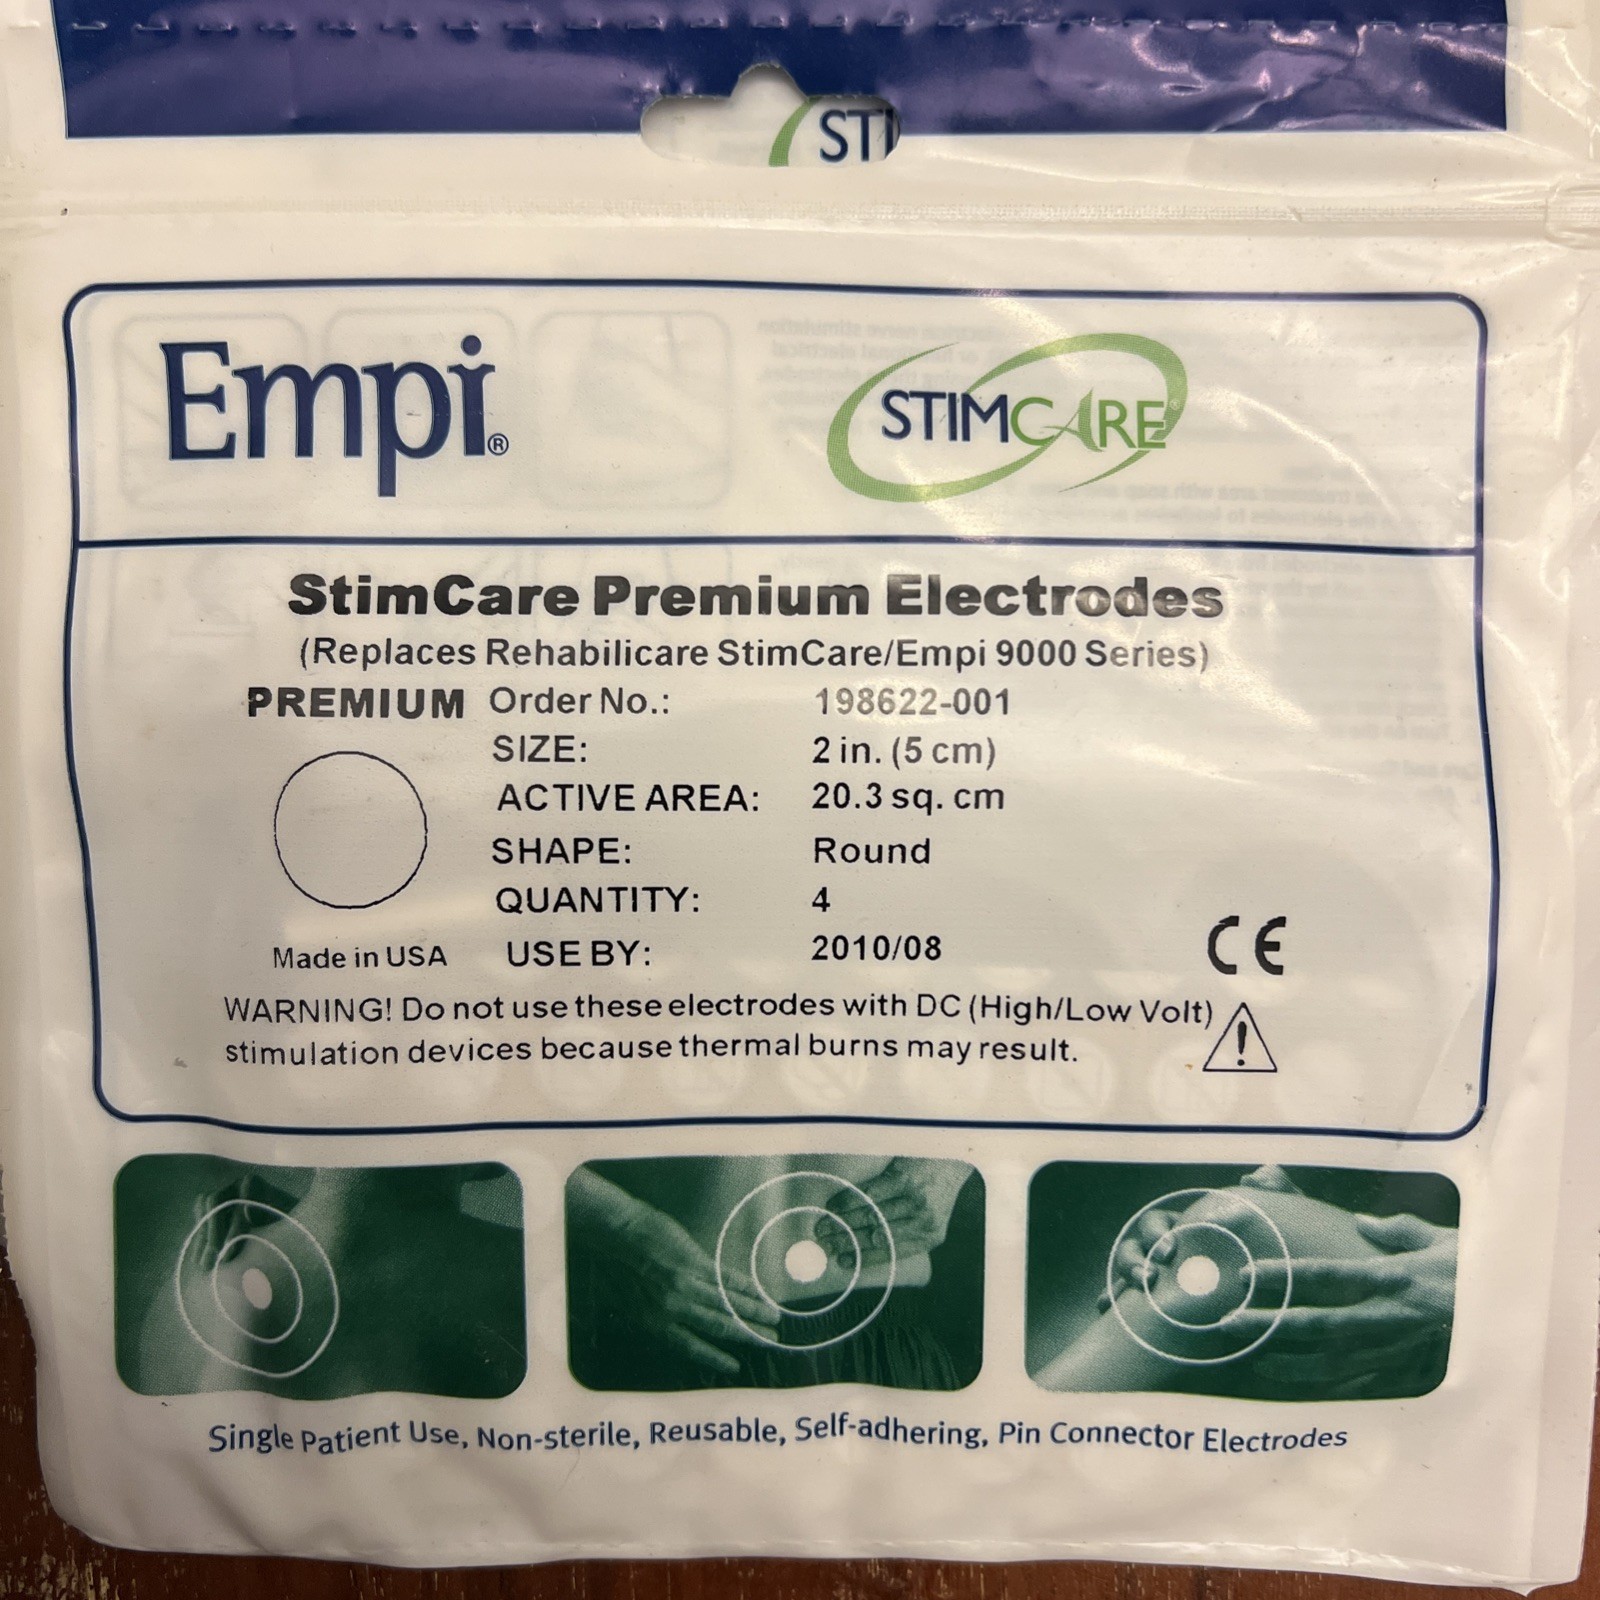 STI
Empi®
STIMCARE®
StimCare Premium Electrodes
(Replaces Rehabilicare StimCare/Empi 9000 Series)
PREMIUM Order No.: 198622-001
SIZE: 2 in. (5 cm)
ACTIVE AREA: 20.3 sq. cm
SHAPE: Round
QUANTITY: 4
Made in USA USE BY: 2010/08
CE
WARNING! Do not use these electrodes with DC (High/Low Volt)
stimulation devices because thermal burns may result.
!
Single Patient Use, Non-sterile, Reusable, Self-adhering, Pin Connector Electrodes